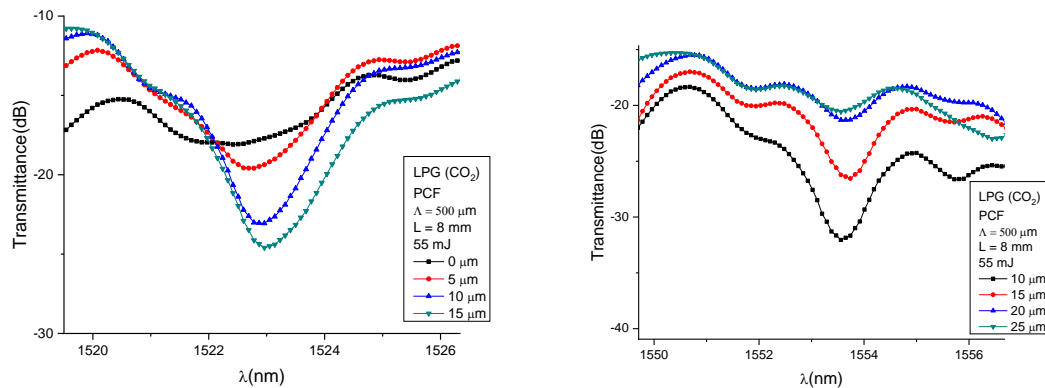 Transmittance(dB)
-10
-20
-30
1520
1522
1524
1526
λ(nm)
LPG (CO₂)
PCF
Λ = 500 μm
L = 8 mm
55 mJ
0 μm
5 μm
10 μm
15 μm
Transmittance(dB)
-20
-30
-40
1550
1552
1554
1556
λ(nm)
LPG (CO₂)
PCF
Λ = 500 μm
L = 8 mm
55 mJ
10 μm
15 μm
20 μm
25 μm